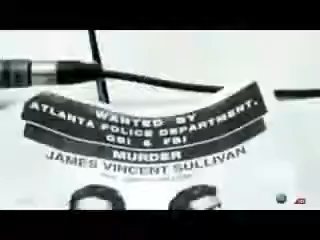 WANTED BY
ATLANTA POLICE DEPARTMENT,
GBI & FBI
MURDER
JAMES VINCENT SULLIVAN